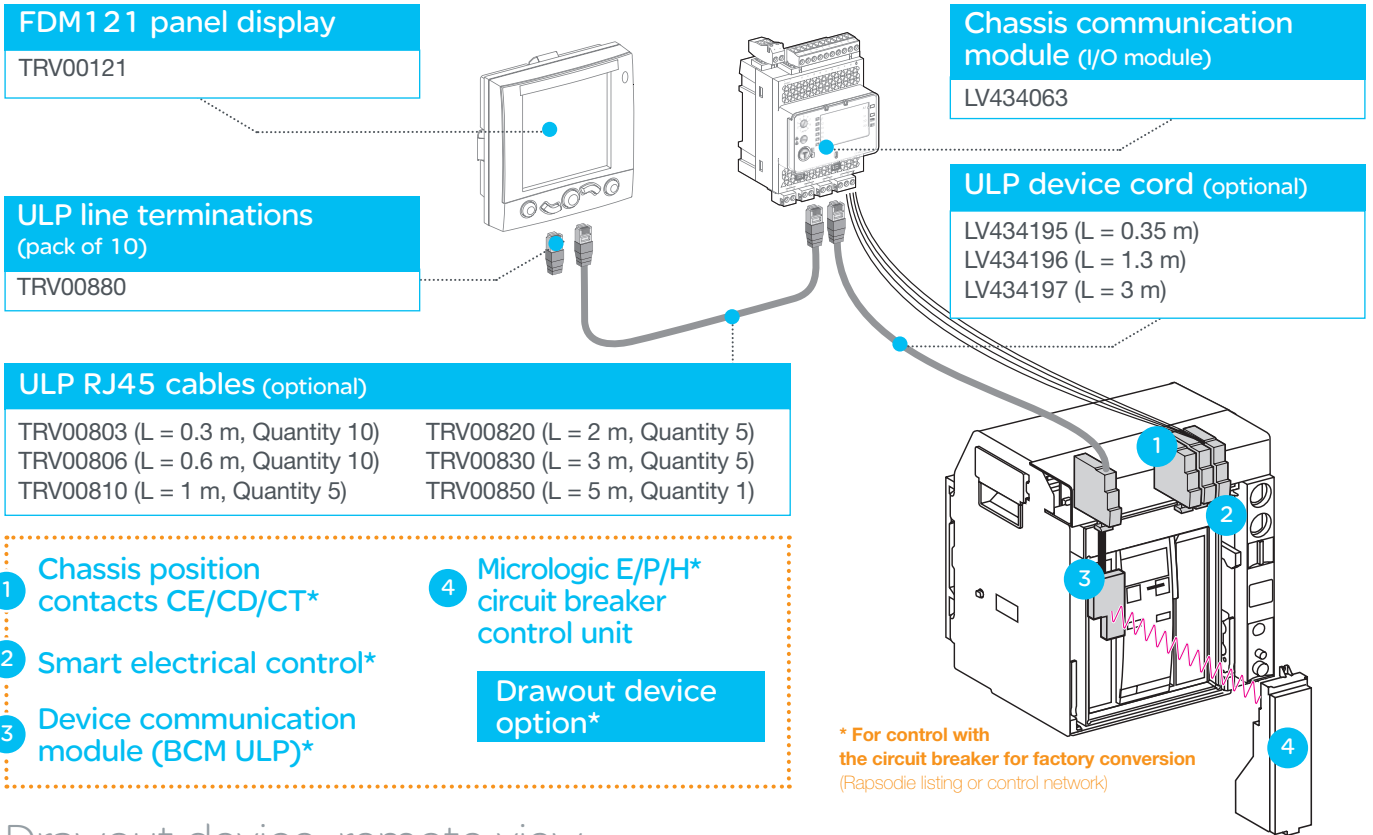 FDM121 panel display
TRV00121
Chassis communication
module (I/O module)
LV434063
ULP line terminations
(pack of 10)
TRV00880
ULP device cord (optional)
LV434195 (L = 0.35 m)
LV434196 (L = 1.3 m)
LV434197 (L = 3 m)
ULP RJ45 cables (optional)
TRV00803 (L = 0.3 m, Quantity 10)
TRV00806 (L = 0.6 m, Quantity 10)
TRV00810 (L = 1 m, Quantity 5)
TRV00820 (L = 2 m, Quantity 5)
TRV00830 (L = 3 m, Quantity 5)
TRV00850 (L = 5 m, Quantity 1)
1
2
3
4
1 Chassis position
contacts CE/CD/CT*
2 Smart electrical control*
3 Device communication
module (BCM ULP)*
4 Micrologic E/P/H*
circuit breaker
control unit
Drawout device
option*
* For control with
the circuit breaker for factory conversion
(Rapsodie listing or control network)
Drawout device, remote view